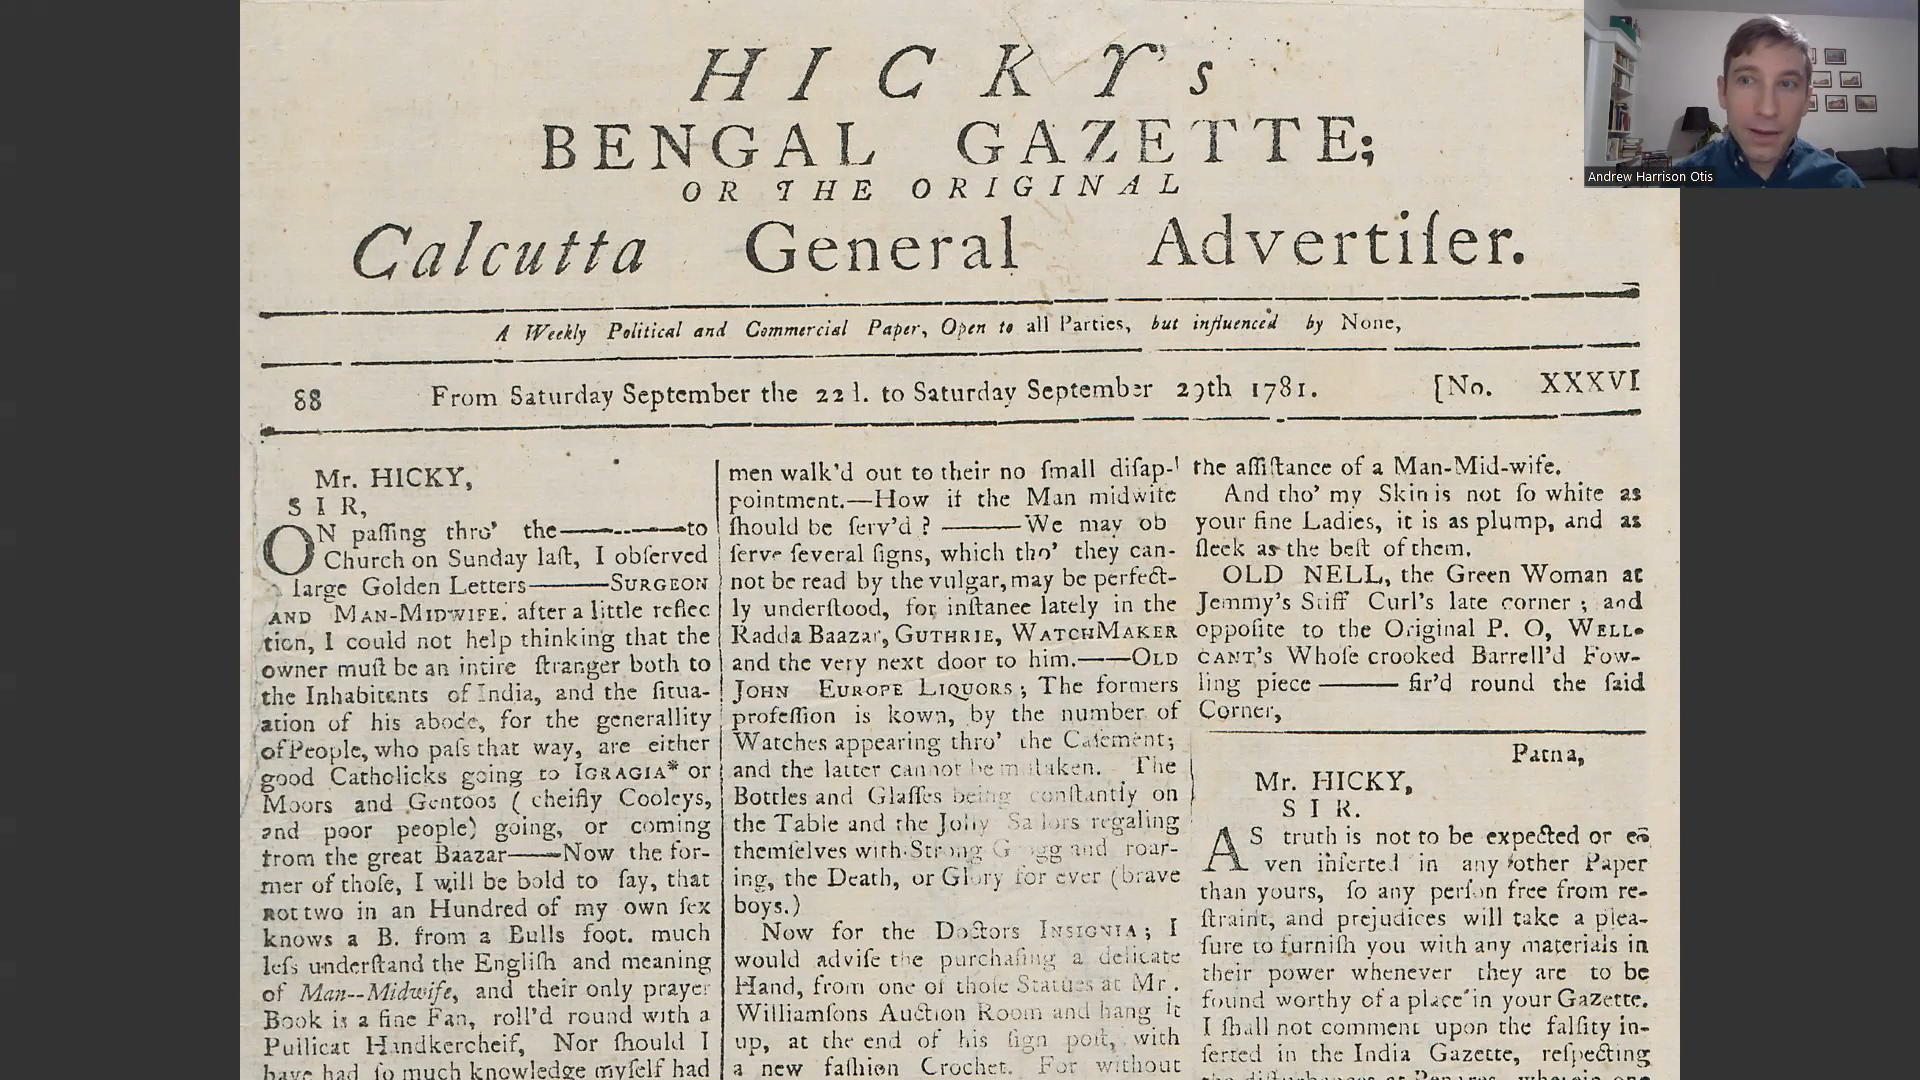 HICKY's
BENGAL GAZETTE;
OR THE ORIGINAL
Calcutta General Advertiſer.
A Weekly Political and Commercial Paper, Open to all Parties, but influenc'd by None,
88 From Saturday September the 22 l. to Saturday September 29th 1781. [No. XXXVI
Mr. HICKY,
SIR,
ON paſſing thro' the———to
Church on Sunday laſt, I obſerved
large Golden Letters———SURGEON
AND MAN-MIDWIFE. after a little reflec
tion, I could not help thinking that the
owner muſt be an intire ſtranger both to
the Inhabitents of India, and the ſitua-
ation of his abode, for the generallity
of People, who paſs that way, are either
good Catholicks going to IGRAGIA* or
Moors and Gentoos ( cheifly Cooleys,
and poor people) going, or coming
from the great Baazar——Now the for-
mer of thoſe, I will be bold to ſay, that
not two in an Hundred of my own ſex
knows a B. from a Bulls foot. much
leſs underſtand the Engliſh and meaning
of Man--Midwife, and their only prayer
Book is a fine Fan, roll'd round with a
Pullicat Handkercheif, Nor ſhould I
have had ſo much knowledge myſelf had
men walk'd out to their no ſmall diſap-
pointment.—How if the Man midwife
ſhould be ſerv'd ? ———We may ob
ſerve ſeveral ſigns, which tho' they can-
not be read by the vulgar, may be perfect-
ly underſtood, for inſtanee lately in the
Radda Baazar, GUTHRIE, WATCHMAKER
and the very next door to him.——OLD
JOHN EUROPE LIQUORS ; The formers
profeſſion is kown, by the number of
Watches appearing thro' the Caſement;
and the latter cannot be miſtaken. The
Bottles and Glaſſes being conſtantly on
the Table and the Jolly Sailors regaling
themſelves with Strong Grogg and roar-
ing, the Death, or Glory for ever (brave
boys.)
Now for the Doctors INSIGNIA ; I
would adviſe the purchaſing a delicate
Hand, from one of thoſe Statues at Mr.
Williamſons Auction Room and hang it
up, at the end of his ſign poſt, with
a new faſhion Crochet. For without
the aſſiſtance of a Man-Mid-wife.
And tho' my Skin is not ſo white as
your fine Ladies, it is as plump, and as
ſleek as the beſt of them.
OLD NELL, the Green Woman at
Jemmy's Stiff Curl's late corner ; and
oppoſite to the Original P. O, WELL-
CANT'S Whoſe crooked Barrell'd Fow-
ling piece ——— fir'd round the ſaid
Corner,
Patna,
Mr. HICKY,
SIR.
AS truth is not to be expected or e
ven inſerted in any other Paper
than yours, ſo any perſon free from re-
ſtraint, and prejudices will take a plea-
ſure to furniſh you with any materials in
their power whenever they are to be
found worthy of a place in your Gazette.
I ſhall not comment upon the falſity in-
ſerted in the India Gazette, reſpecting
Andrew Harrison Otis